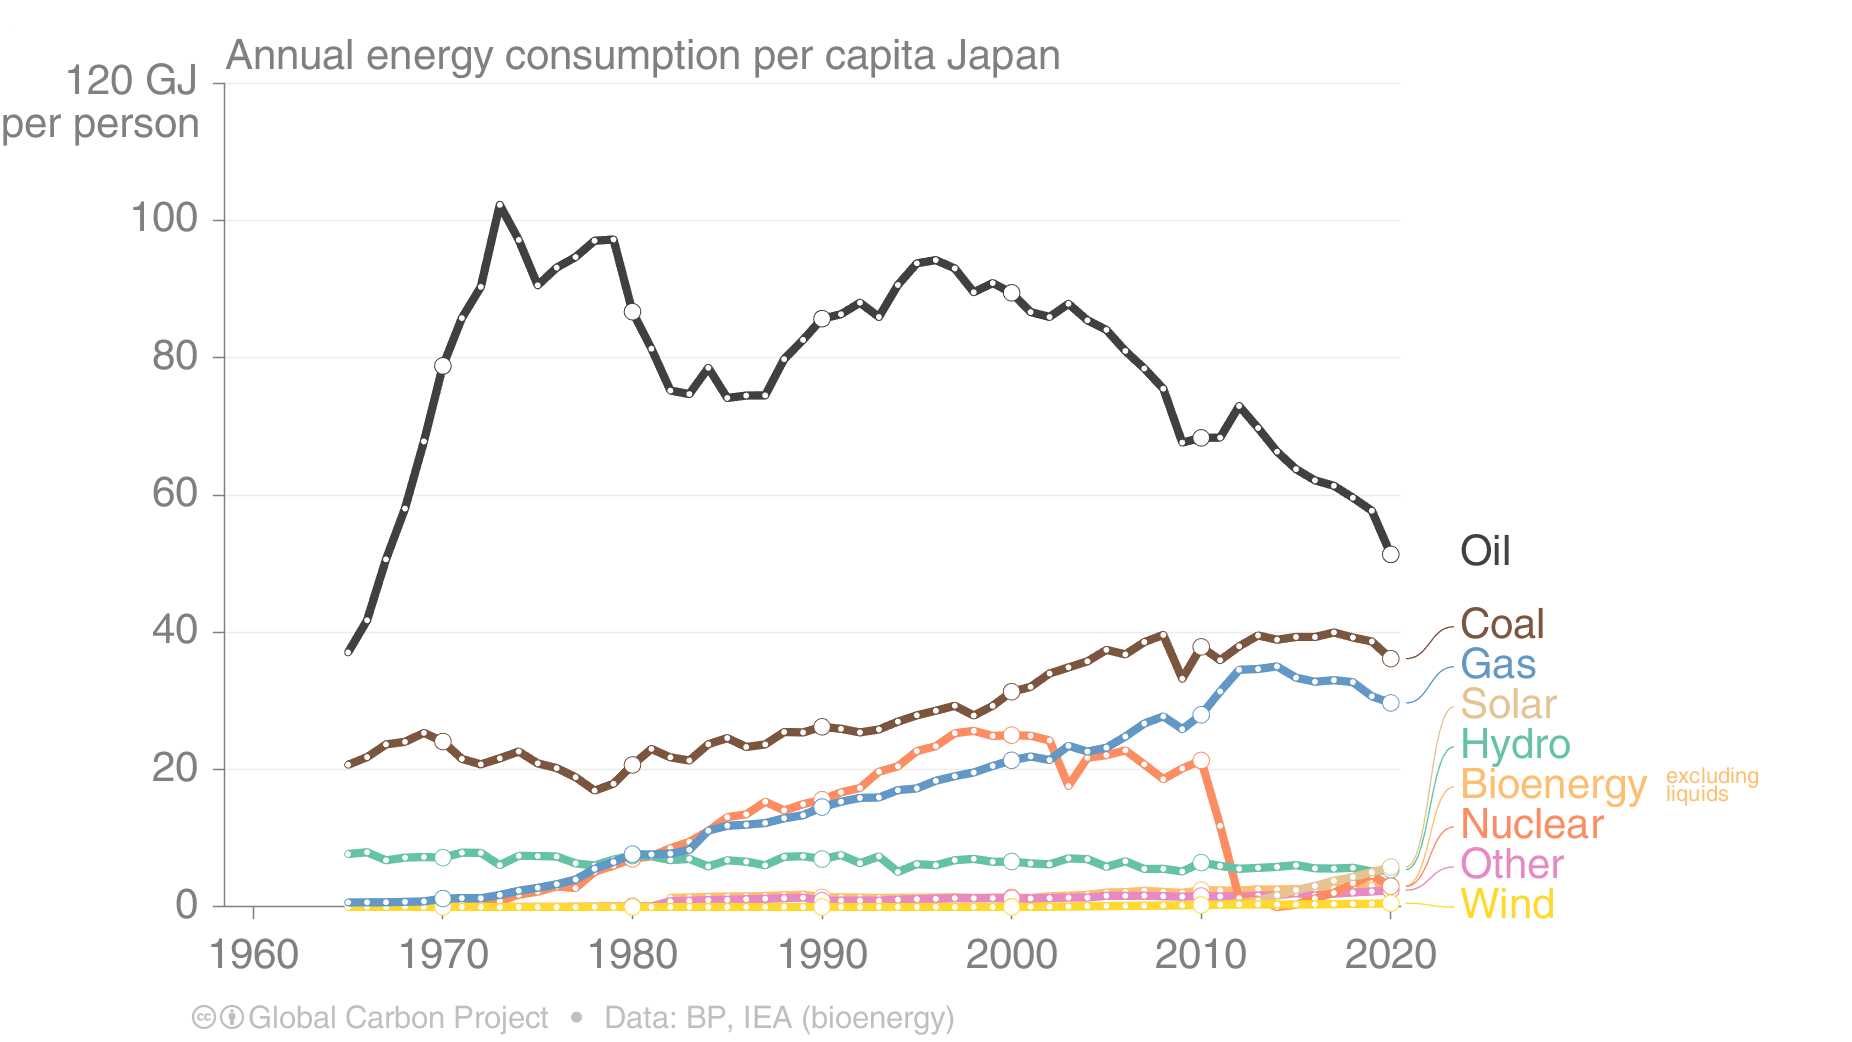 Annual energy consumption per capita Japan
120 GJ
per person
100
80
60
40
20
0
1960 1970 1980 1990 2000 2010 2020
Oil
Coal
Gas
Solar
Hydro
Bioenergy excluding liquids
Nuclear
Other
Wind
cc Global Carbon Project • Data: BP, IEA (bioenergy)